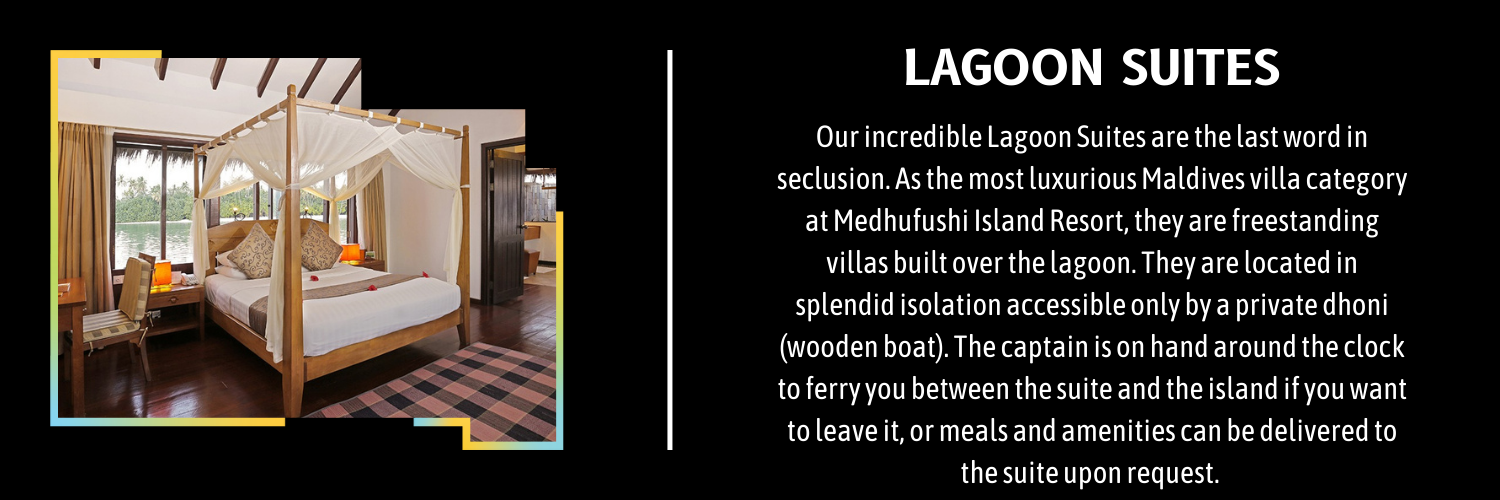 LAGOON SUITES
Our incredible Lagoon Suites are the last word in
seclusion. As the most luxurious Maldives villa category
at Medhufushi Island Resort, they are freestanding
villas built over the lagoon. They are located in
splendid isolation accessible only by a private dhoni
(wooden boat). The captain is on hand around the clock
to ferry you between the suite and the island if you want
to leave it, or meals and amenities can be delivered to
the suite upon request.